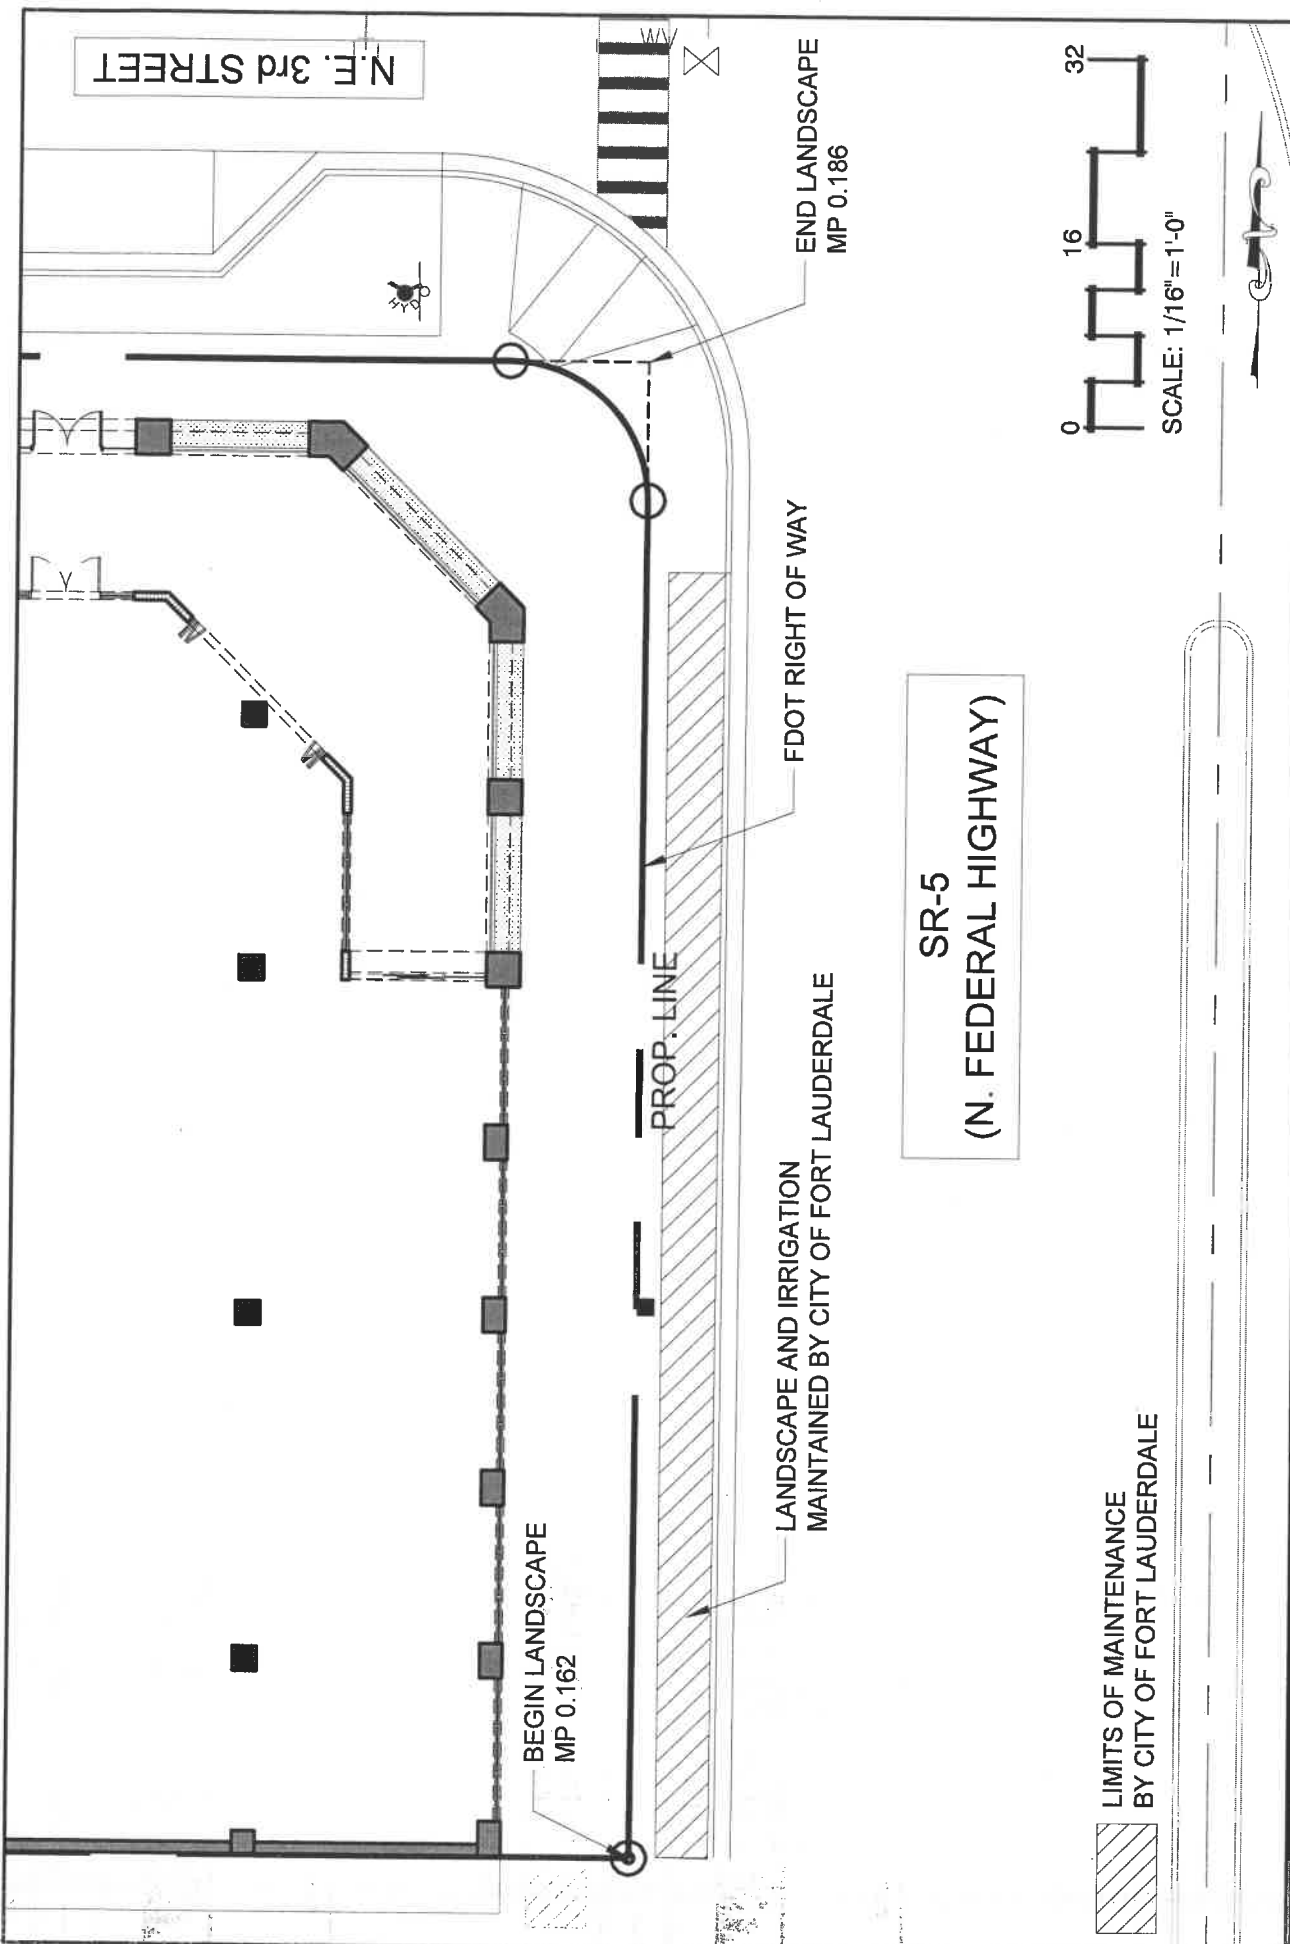 N.E. 3rd STREET
WV
HYD
END LANDSCAPE
MP 0.186
0
16
32
SCALE: 1/16"=1'-0"
FDOT RIGHT OF WAY
PROP. LINE
SR-5
(N. FEDERAL HIGHWAY)
LANDSCAPE AND IRRIGATION
MAINTAINED BY CITY OF FORT LAUDERDALE
BEGIN LANDSCAPE
MP 0.162
LIMITS OF MAINTENANCE
BY CITY OF FORT LAUDERDALE